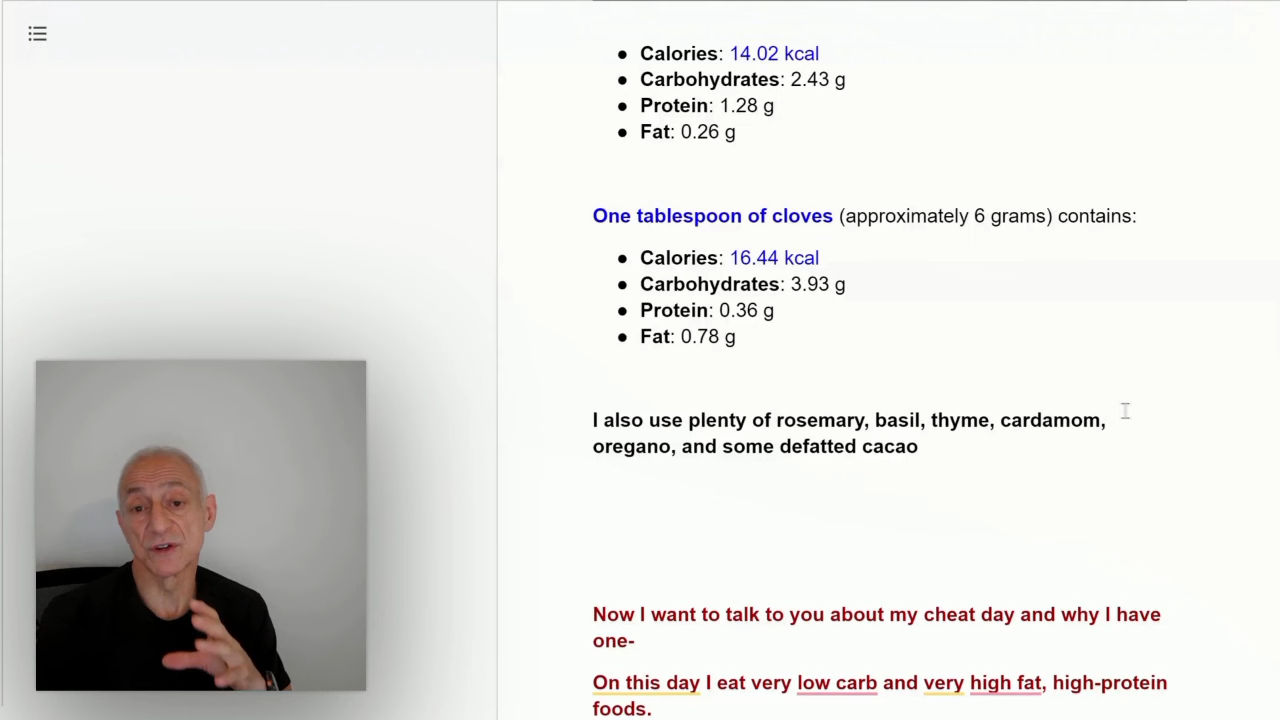 ● Calories: 14.02 kcal
● Carbohydrates: 2.43 g
● Protein: 1.28 g
● Fat: 0.26 g
One tablespoon of cloves (approximately 6 grams) contains:
● Calories: 16.44 kcal
● Carbohydrates: 3.93 g
● Protein: 0.36 g
● Fat: 0.78 g
I also use plenty of rosemary, basil, thyme, cardamom,
oregano, and some defatted cacao
Now I want to talk to you about my cheat day and why I have
one-
On this day I eat very low carb and very high fat, high-protein
foods.